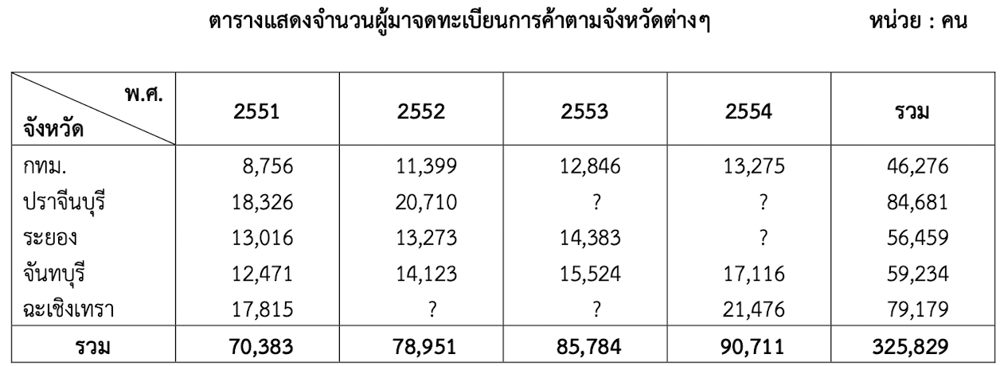 ตารางแสดงจำนวนผู้มาจดทะเบียนการค้าตามจังหวัดต่างๆ หน่วย : คน
พ.ศ.
จังหวัด 2551 2552 2553 2554 รวม
กทม. 8,756 11,399 12,846 13,275 46,276
ปราจีนบุรี 18,326 20,710 ? ? 84,681
ระยอง 13,016 13,273 14,383 ? 56,459
จันทบุรี 12,471 14,123 15,524 17,116 59,234
ฉะเชิงเทรา 17,815 ? ? 21,476 79,179
รวม 70,383 78,951 85,784 90,711 325,829